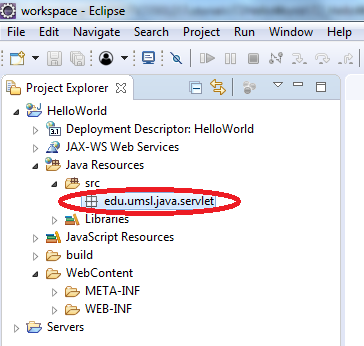 workspace - Eclipse
File Edit Navigate Search Project Run Window Help
Project Explorer
HelloWorld
Deployment Descriptor: HelloWorld
JAX-WS Web Services
Java Resources
src
edu.umsl.java.servlet
Libraries
JavaScript Resources
build
WebContent
META-INF
WEB-INF
Servers